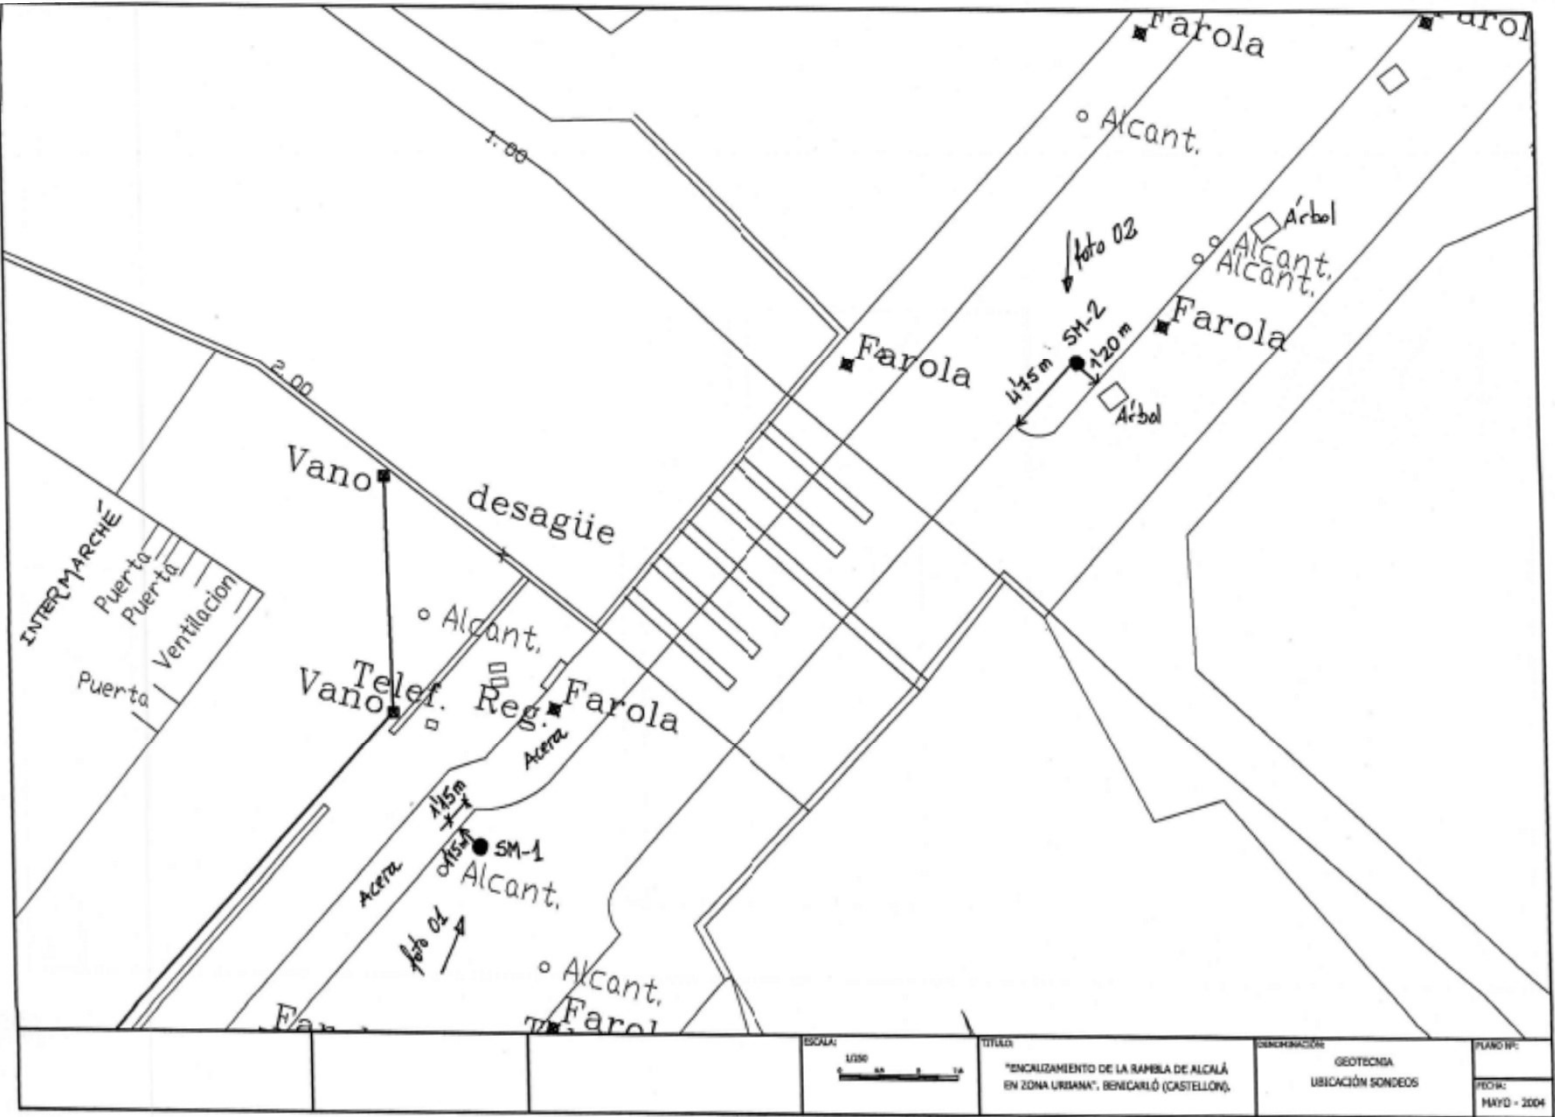 Farola
Farol
Alcant.
1.00
Árbol
Alcant.
Alcant.
foto 02
SM-2
Farola
1'20 m
4'75 m
Farola
Árbol
2.00
Vano
desagüe
INTERMARCHÉ
Puerta
Puerta
Ventilacion
Alcant.
Puerta
Telef.
Vano
Reg.
Farola
Acera
1'15m
SM-1
Acera
Alcant.
foto 01
Alcant.
Farol
ESCALA:
1/250
TITULO:
"ENCAUZAMIENTO DE LA RAMBLA DE ALCALÁ
EN ZONA URBANA". BENICARLÓ (CASTELLON).
DENOMINACIÓN:
GEOTECNIA
UBICACIÓN SONDEOS
PLANO Nº:
FECHA:
MAYO - 2004